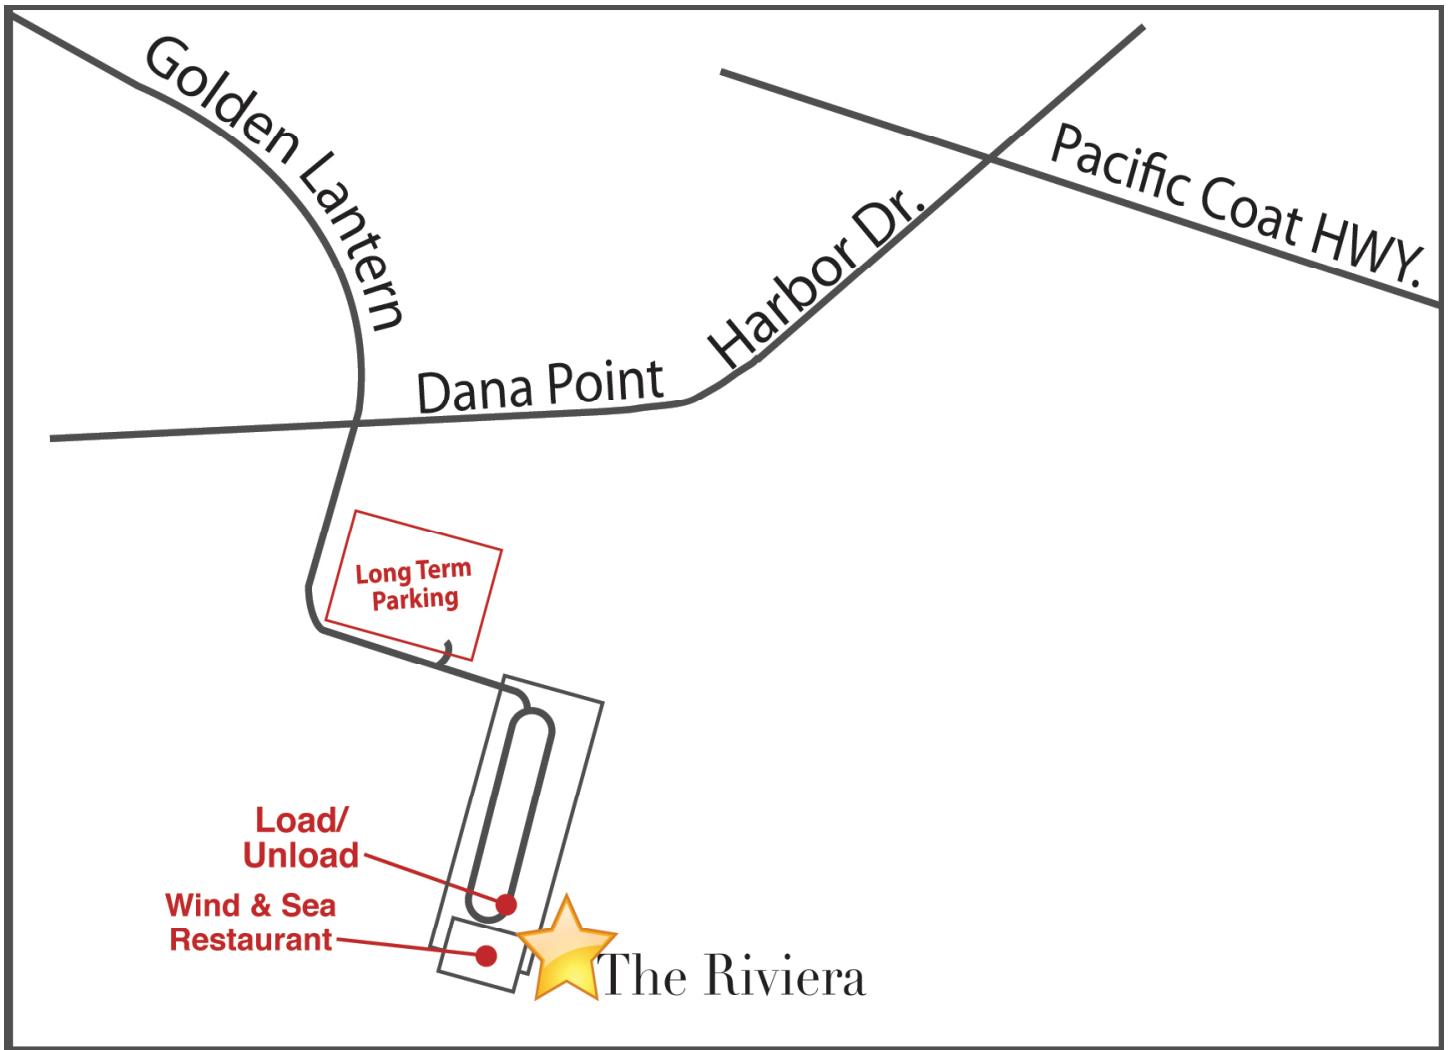 Golden Lantern
Pacific Coat HWY.
Dana Point Harbor Dr.
Long Term
Parking
Load/
Unload
Wind & Sea
Restaurant
The Riviera